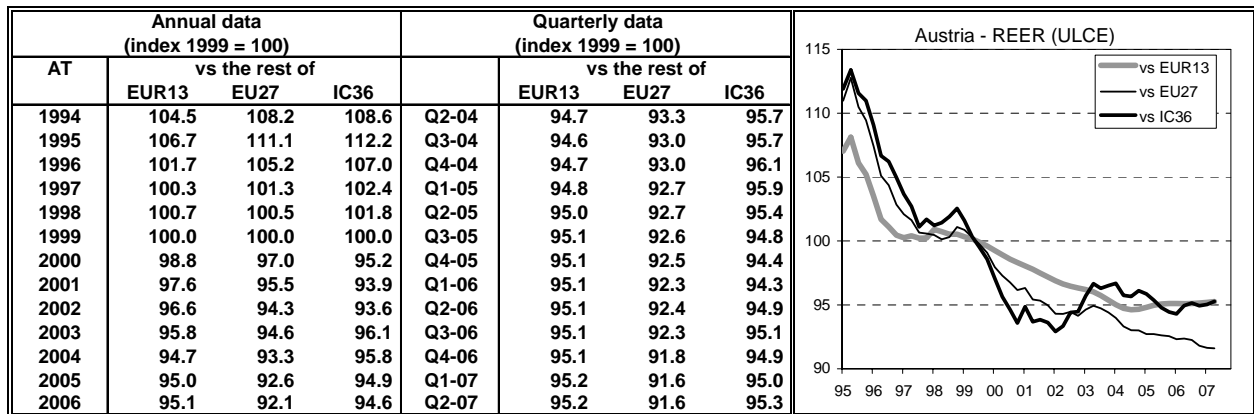 Annual data Quarterly data
(index 1999 = 100) (index 1999 = 100)
AT vs the rest of vs the rest of
EUR13 EU27 IC36 EUR13 EU27 IC36
1994 104.5 108.2 108.6 Q2-04 94.7 93.3 95.7
1995 106.7 111.1 112.2 Q3-04 94.6 93.0 95.7
1996 101.7 105.2 107.0 Q4-04 94.7 93.0 96.1
1997 100.3 101.3 102.4 Q1-05 94.8 92.7 95.9
1998 100.7 100.5 101.8 Q2-05 95.0 92.7 95.4
1999 100.0 100.0 100.0 Q3-05 95.1 92.6 94.8
2000 98.8 97.0 95.2 Q4-05 95.1 92.5 94.4
2001 97.6 95.5 93.9 Q1-06 95.1 92.3 94.3
2002 96.6 94.3 93.6 Q2-06 95.1 92.4 94.9
2003 95.8 94.6 96.1 Q3-06 95.1 92.3 95.1
2004 94.7 93.3 95.8 Q4-06 95.1 91.8 94.9
2005 95.0 92.6 94.9 Q1-07 95.2 91.6 95.0
2006 95.1 92.1 94.6 Q2-07 95.2 91.6 95.3
Austria - REER (ULCE)
115
110
105
100
95
90
vs EUR13
vs EU27
vs IC36
95 96 97 98 99 00 01 02 03 04 05 06 07